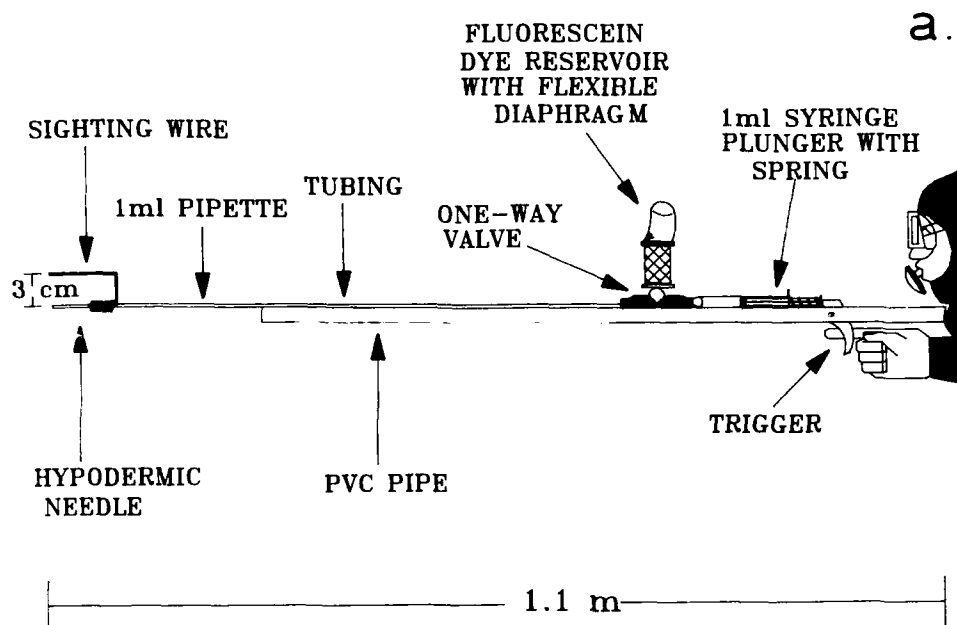 a.
FLUORESCEIN
DYE RESERVOIR
WITH FLEXIBLE
DIAPHRAGM
1ml SYRINGE
PLUNGER WITH
SPRING
SIGHTING WIRE
TUBING
1ml PIPETTE
ONE-WAY
VALVE
3 cm
TRIGGER
HYPODERMIC
NEEDLE
PVC PIPE
1.1 m